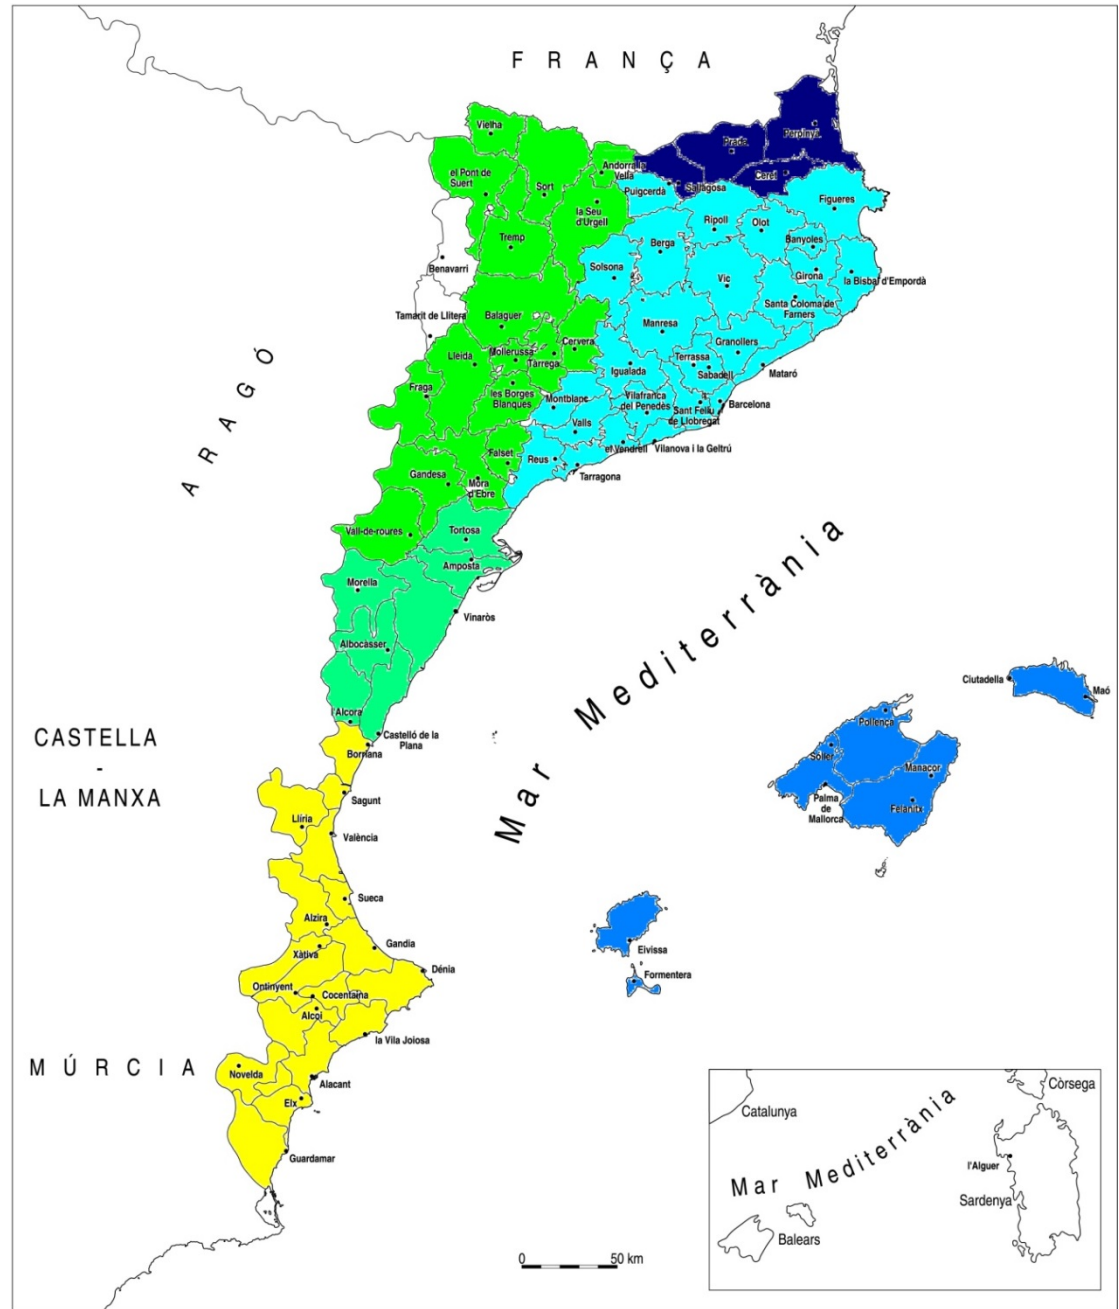 FRANÇA
Vielha
el Pont de
Suert
Sort
Andorra la
Vella
la Seu
d'Urgell
Puigcerdà
Sallagosa
Prada
Perpinyà
Ceret
Figueres
Ripoll
Olot
Banyoles
Berga
Tremp
Benavarri
Solsona
Vic
Girona
la Bisbal d'Empordà
Santa Coloma de
Farners
Tamarit de Llitera
Balaguer
Manresa
Granollers
Cervera
Mollerussa
Tàrrega
Lleida
Igualada
Terrassa
Sabadell
Mataró
Fraga
les Borges
Blanques
Montblanc
Vilafranca
del Penedès
Sant Feliu
de Llobregat
Barcelona
Valls
el Vendrell
Vilanova i la Geltrú
Reus
Tarragona
Falset
Gandesa
Móra
d'Ebre
ARAGÓ
Vall-de-roures
Tortosa
Amposta
Morella
Vinaròs
Albocàsser
l'Alcora
Castelló de la
Plana
Borriana
CASTELLA
-
LA MANXA
Mar Mediterrània
Ciutadella
Maó
Pollença
Sóller
Manacor
Palma
de
Mallorca
Felanitx
Sagunt
Llíria
València
Sueca
Alzira
Xàtiva
Gandia
Dénia
Ontinyent
Cocentaina
Alcoi
la Vila Joiosa
Eivissa
Formentera
MÚRCIA
Novelda
Alacant
Elx
Guardamar
0 50 km
Catalunya
Còrsega
Mar Mediterrània
l'Alguer
Sardenya
Balears